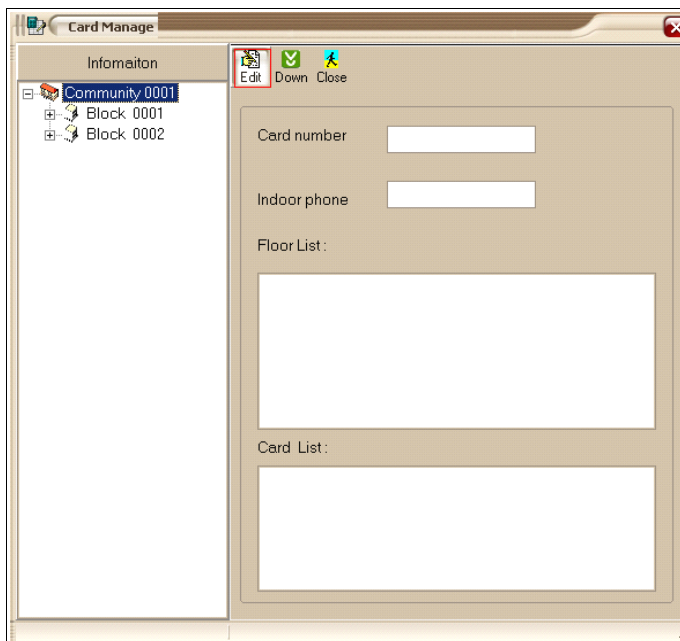 Card Manage
Infomaiton
Edit Down Close
Community 0001
Block 0001
Block 0002
Card number
Indoor phone
Floor List :
Card List :